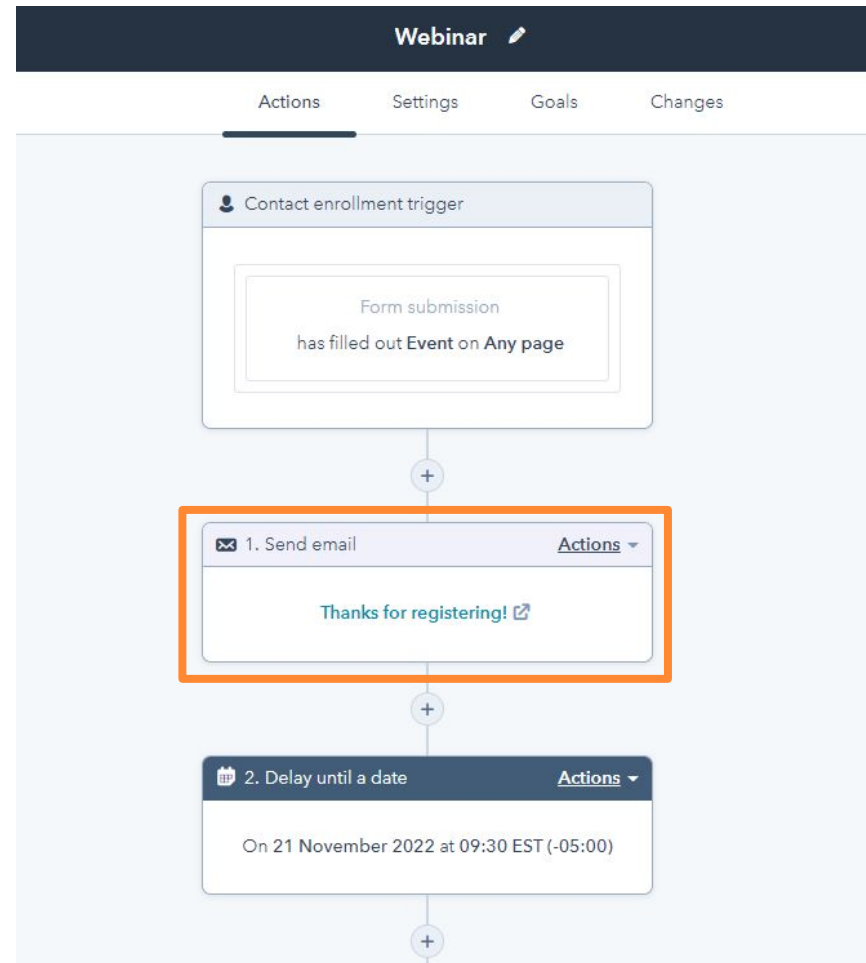 Webinar
Actions Settings Goals Changes
Contact enrollment trigger
Form submission
has filled out Event on Any page
+
1. Send email Actions
Thanks for registering!
+
2. Delay until a date Actions
On 21 November 2022 at 09:30 EST (-05:00)
+